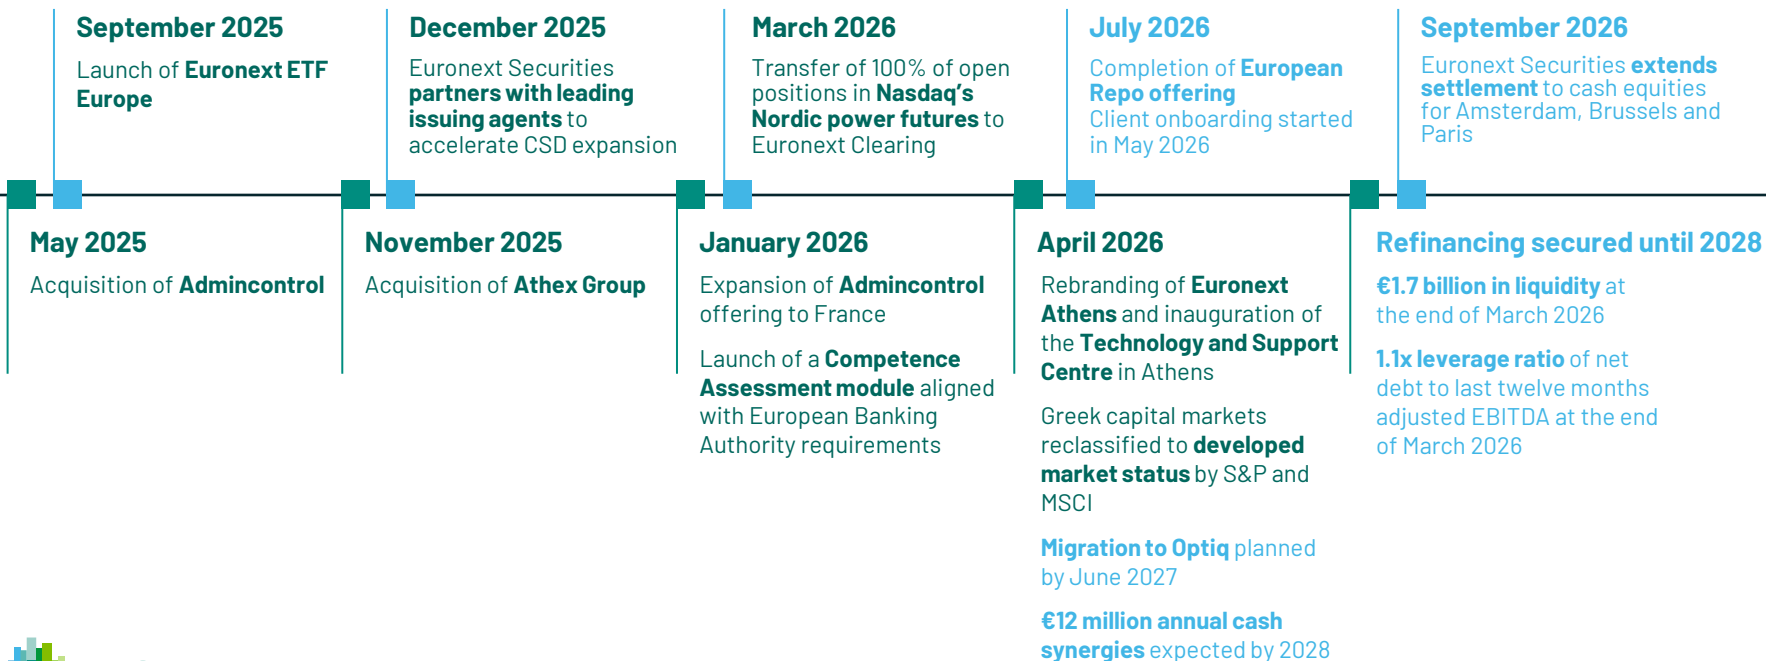 September 2025
Launch of Euronext ETF
Europe
December 2025
Euronext Securities
partners with leading
issuing agents to
accelerate CSD expansion
March 2026
Transfer of 100% of open
positions in Nasdaq's
Nordic power futures to
Euronext Clearing
July 2026
Completion of European
Repo offering
Client onboarding started
in May 2026
September 2026
Euronext Securities extends
settlement to cash equities
for Amsterdam, Brussels and
Paris
May 2025
Acquisition of Admincontrol
November 2025
Acquisition of Athex Group
January 2026
Expansion of Admincontrol
offering to France
Launch of a Competence
Assessment module aligned
with European Banking
Authority requirements
April 2026
Rebranding of Euronext
Athens and inauguration of
the Technology and Support
Centre in Athens
Greek capital markets
reclassified to developed
market status by S&P and
MSCI
Migration to Optiq planned
by June 2027
€12 million annual cash
synergies expected by 2028
Refinancing secured until 2028
€1.7 billion in liquidity at
the end of March 2026
1.1x leverage ratio of net
debt to last twelve months
adjusted EBITDA at the end
of March 2026